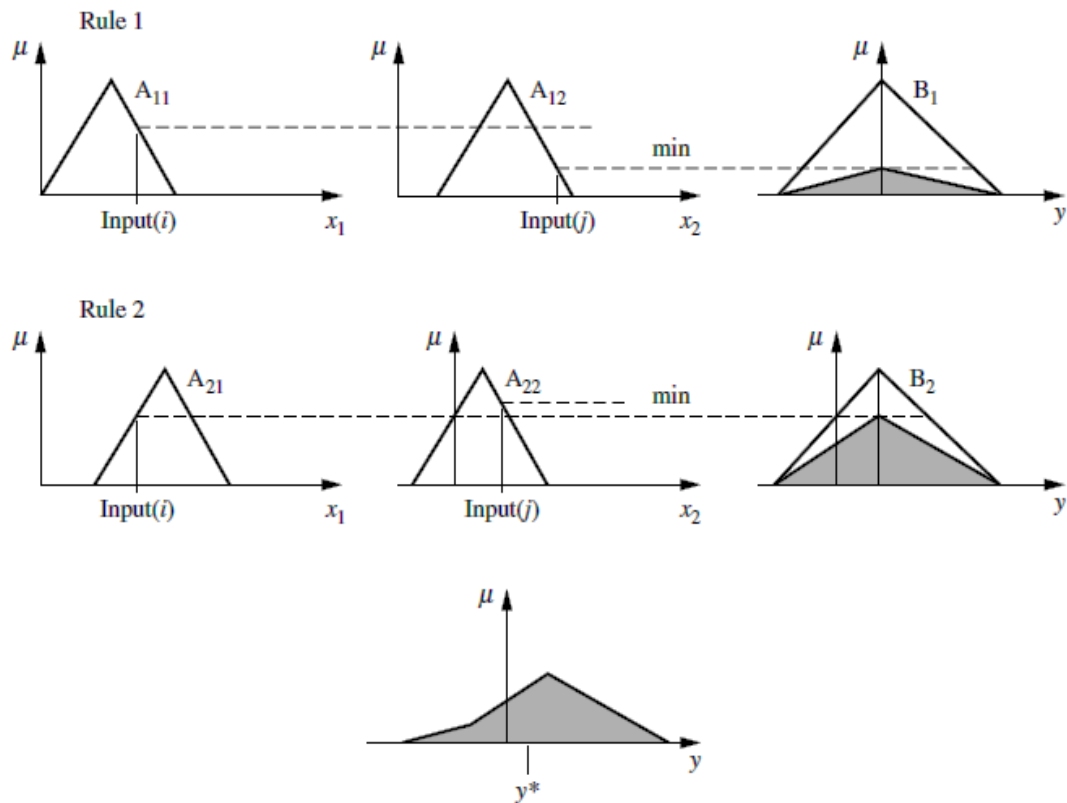 Rule 1
μ μ μ
A₁₁ A₁₂ B₁
min
Input(i) x₁ Input(j) x₂ y
Rule 2
μ μ μ
A₂₁ A₂₂ min B₂
Input(i) x₁ Input(j) x₂ y
μ
y
y*